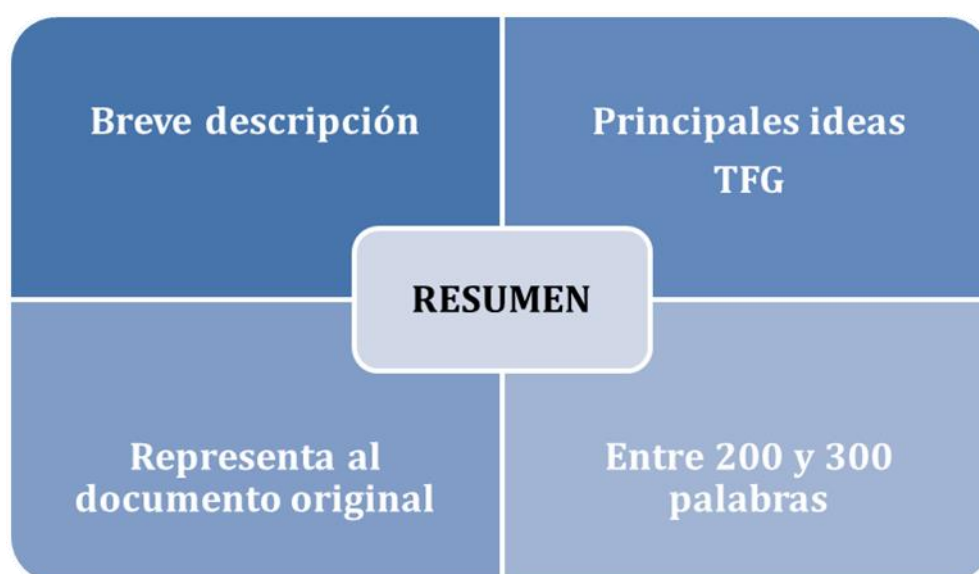 Breve descripción
Principales ideas
TFG
RESUMEN
Representa al
documento original
Entre 200 y 300
palabras